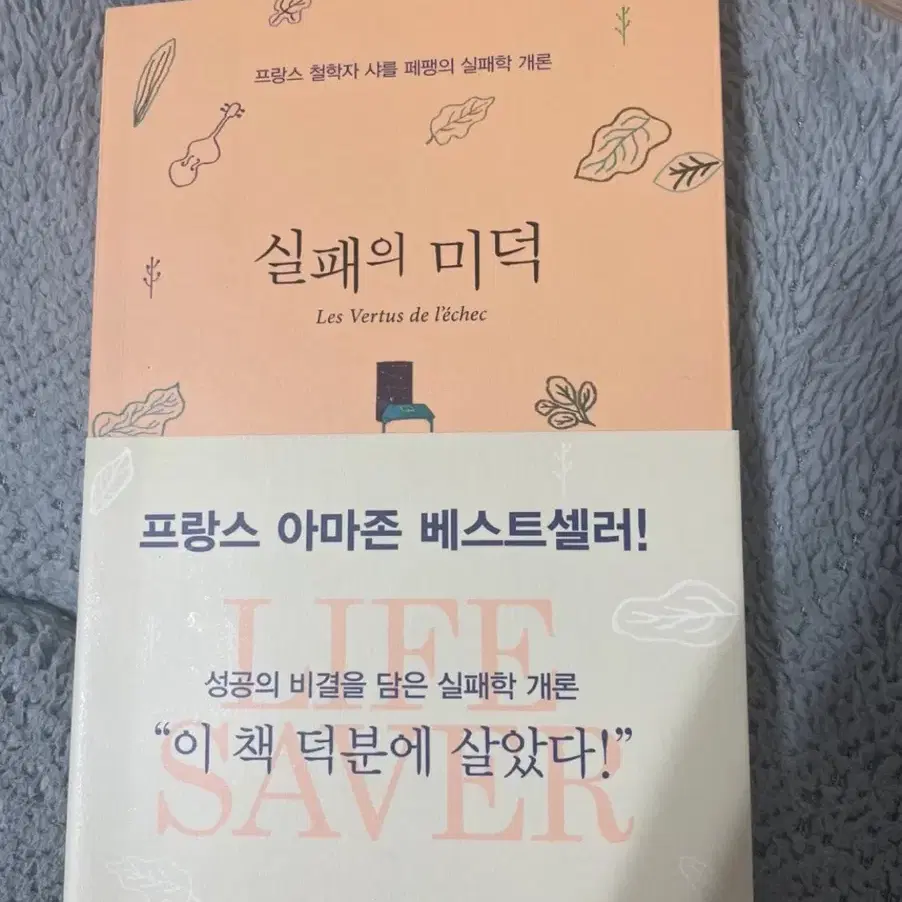 프랑스 철학자 샤를 페팽의 실패학 개론
실패의 미덕
Les Vertus de l'échec
프랑스 아마존 베스트셀러!
LIFE
성공의 비결을 담은 실패학 개론
SAVER
“이 책 덕분에 살았다!”